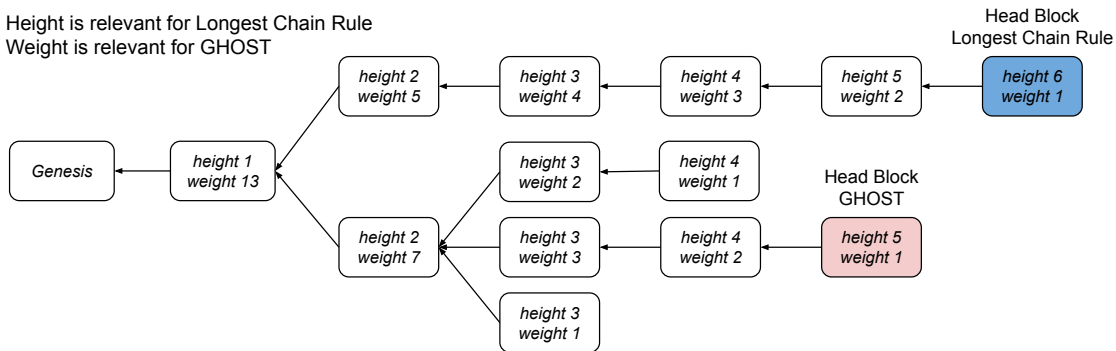 Height is relevant for Longest Chain Rule
Weight is relevant for GHOST
Head Block
Longest Chain Rule
height 2
weight 5
height 3
weight 4
height 4
weight 3
height 5
weight 2
height 6
weight 1
Genesis
height 1
weight 13
height 3
weight 2
height 4
weight 1
Head Block
GHOST
height 2
weight 7
height 3
weight 3
height 4
weight 2
height 5
weight 1
height 3
weight 1